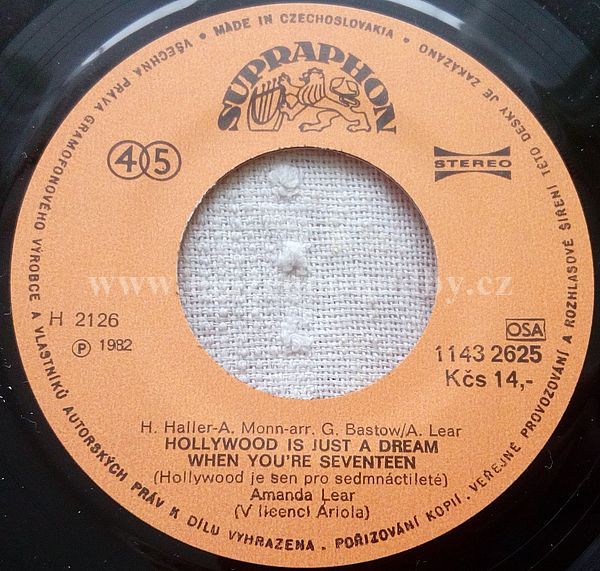 VŠECHNA PRÁVA GRAMOFONOVÉHO VÝROBCE A VLASTNÍKŮ AUTORSKÝCH PRÁV K DÍLU VYHRAZENA. POŘIZOVÁNÍ KOPIÍ. VEŘEJNÉ PROVOZOVÁNÍ A ROZHLASOVÉ ŠÍŘENÍ TÉTO DESKY JE ZAKÁZÁNO • MADE IN CZECHOSLOVAKIA •
SUPRAPHON
45
STEREO
H 2126
Ⓟ 1982
OSA
1143 2625
Kčs 14,-
H. Haller-A. Monn-arr. G. Bastow/A. Lear
HOLLYWOOD IS JUST A DREAM
WHEN YOU'RE SEVENTEEN
(Hollywood je sen pro sedmnáctileté)
Amanda Lear
(V licenci Ariola)